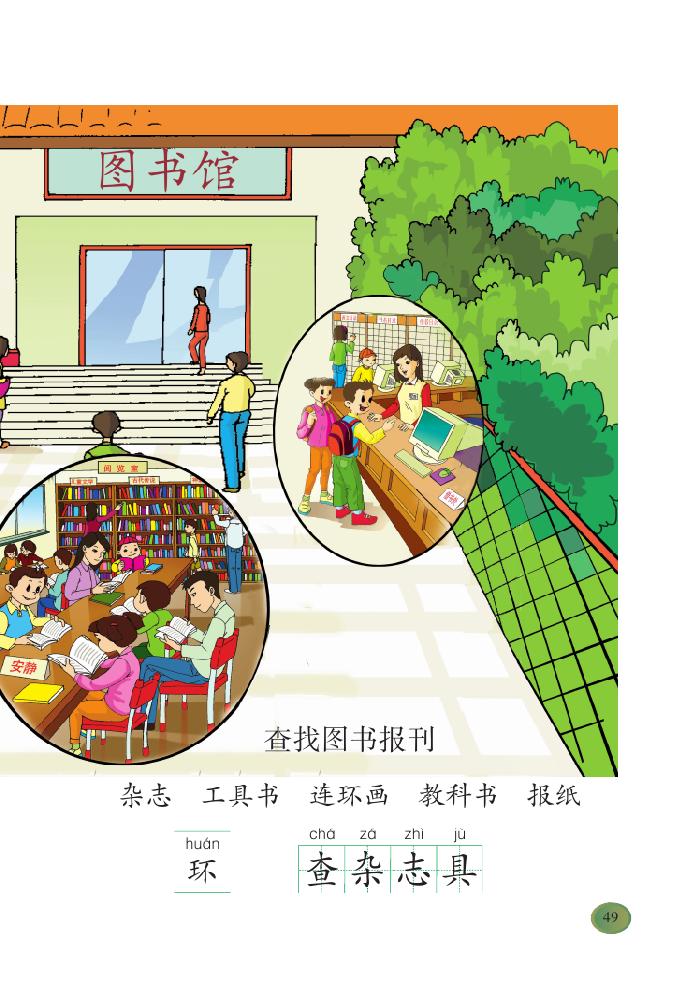 图书馆
阅览室
儿童文学 古代传说
安静
查找图书报刊
杂志 工具书 连环画 教科书 报纸
huán
环
chá zá zhì jù
查 杂 志 具
49